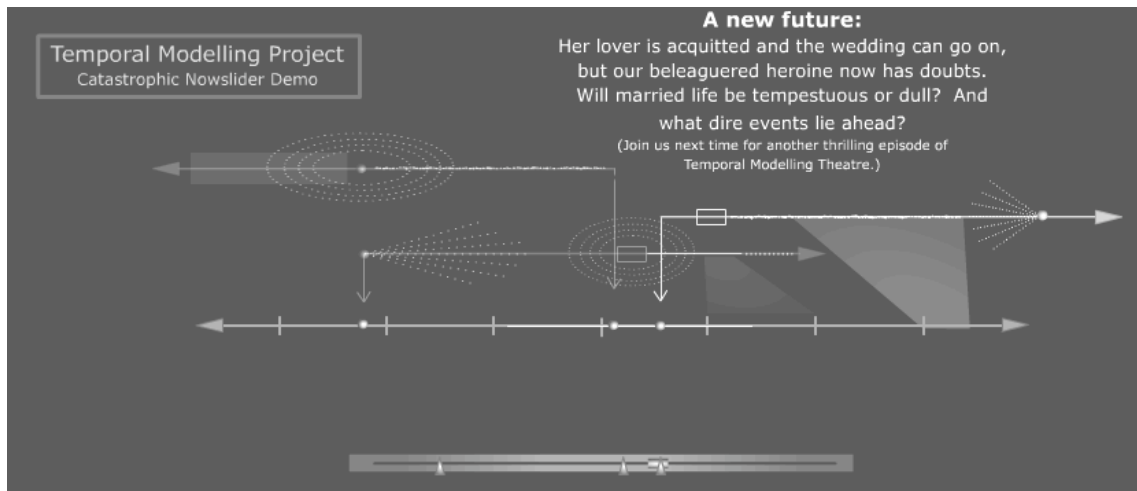 Temporal Modelling Project
Catastrophic Nowslider Demo
A new future:
Her lover is acquitted and the wedding can go on,
but our beleaguered heroine now has doubts.
Will married life be tempestuous or dull?  And
what dire events lie ahead?
(Join us next time for another thrilling episode of
Temporal Modelling Theatre.)